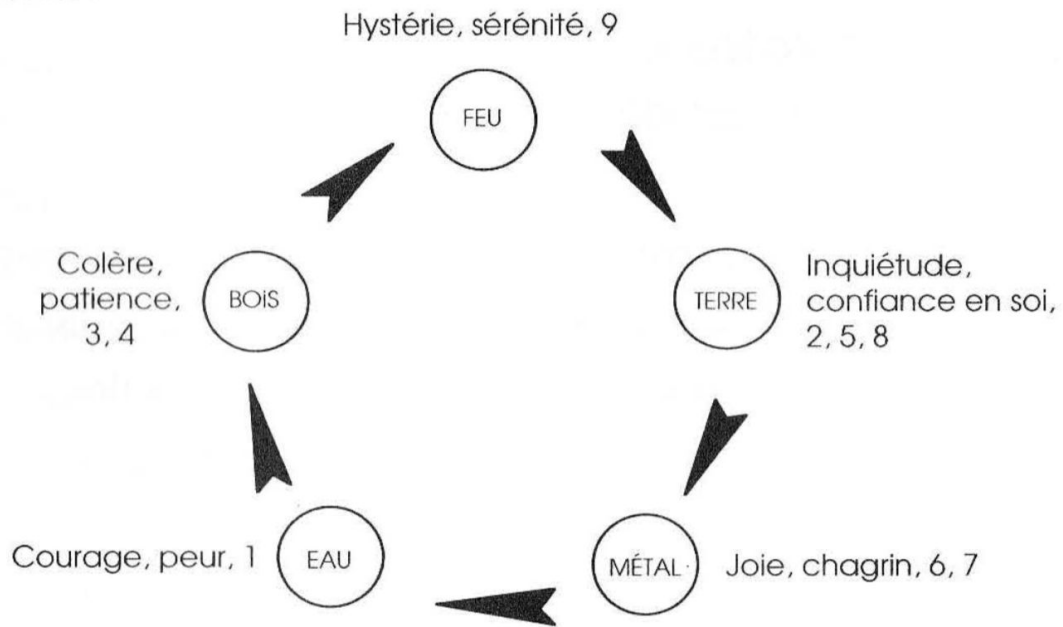 Hystérie, sérénité, 9
FEU
Colère,
patience,
3, 4
BOiS
TERRE
Inquiétude,
confiance en soi,
2, 5, 8
Courage, peur, 1
EAU
MÉTAL
Joie, chagrin, 6, 7